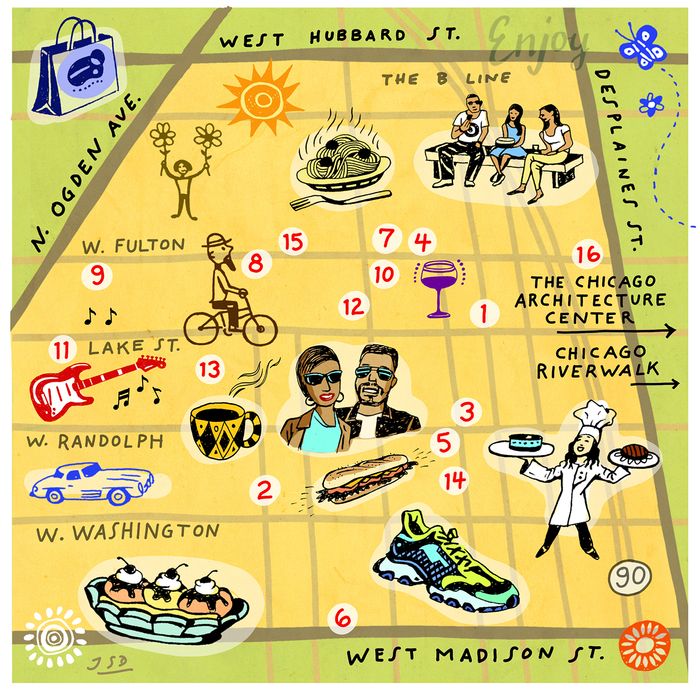 WEST HUBBARD ST.
Enjoy
THE B LINE
N. OGDEN AVE.
DESPLAINES ST.
W. FULTON
15
7
4
16
8
9
10
THE CHICAGO
ARCHITECTURE
CENTER
12
1
11
LAKE ST.
CHICAGO
RIVERWALK
13
3
W. RANDOLPH
5
2
14
W. WASHINGTON
90
6
WEST MADISON ST.
JSD